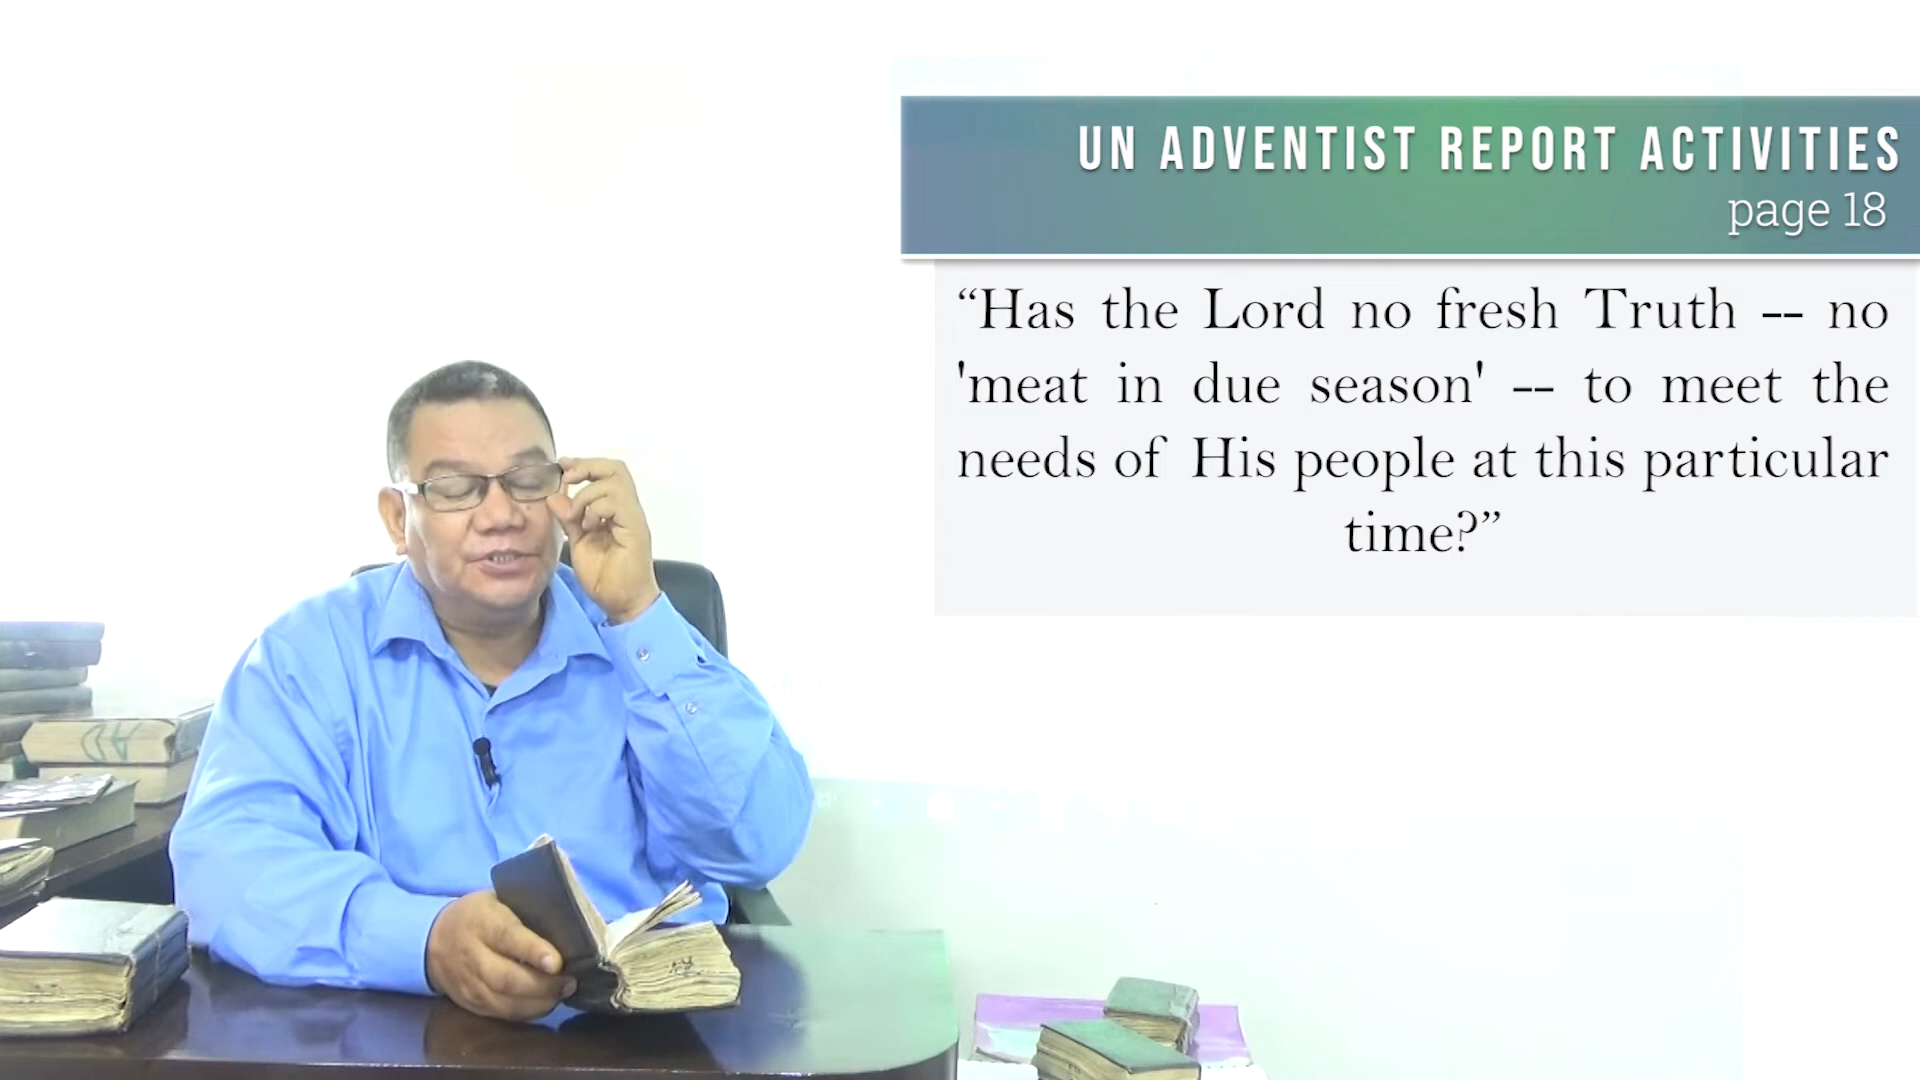 UN ADVENTIST REPORT ACTIVITIES
page 18
“Has the Lord no fresh Truth -- no
'meat in due season' -- to meet the
needs of His people at this particular
time?”